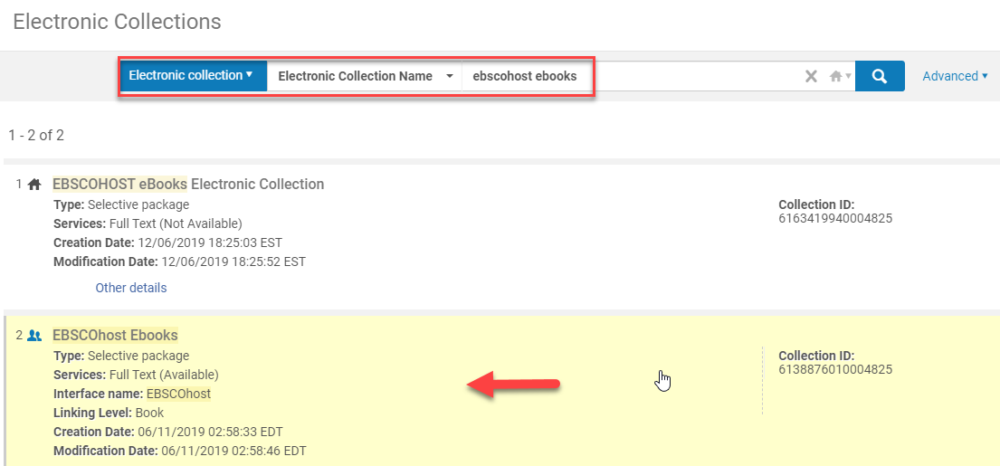 Electronic Collections
Electronic collection Electronic Collection Name ebscohost ebooks Advanced
1 - 2 of 2
1 EBSCOHOST eBooks Electronic Collection
Type: Selective package Collection ID:
Services: Full Text (Not Available) 6163419940004825
Creation Date: 12/06/2019 18:25:03 EST
Modification Date: 12/06/2019 18:25:52 EST
Other details
2 EBSCOhost Ebooks
Type: Selective package Collection ID:
Services: Full Text (Available) 6138876010004825
Interface name: EBSCOhost
Linking Level: Book
Creation Date: 06/11/2019 02:58:33 EDT
Modification Date: 06/11/2019 02:58:46 EDT